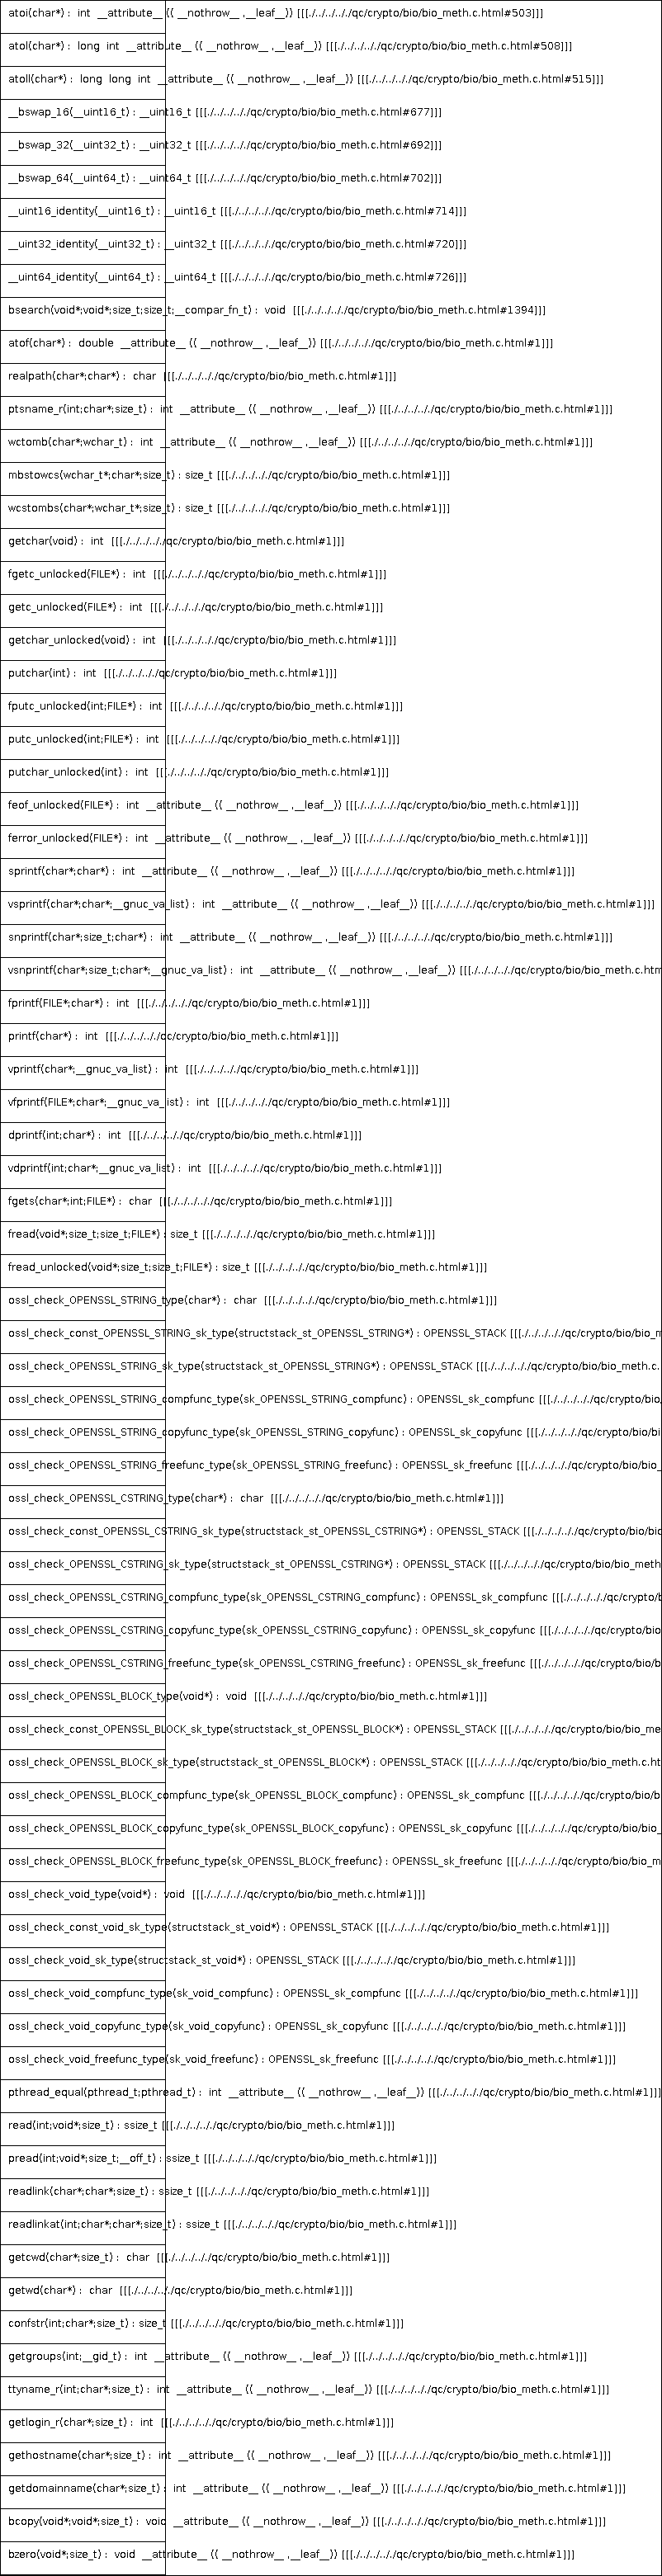 atoi(char*) :  int  __attribute__ (( __nothrow__ ,__leaf__)) [[[./../../../qc/crypto/bio/bio_meth.c.html#503]]]
atol(char*) :  long  int  __attribute__ (( __nothrow__ ,__leaf__)) [[[./../../../qc/crypto/bio/bio_meth.c.html#508]]]
atoll(char*) :  long  long  int  __attribute__ (( __nothrow__ ,__leaf__)) [[[./../../../qc/crypto/bio/bio_meth.c.html#515]]]
__bswap_16(__uint16_t) : __uint16_t [[[./../../../qc/crypto/bio/bio_meth.c.html#677]]]
__bswap_32(__uint32_t) : __uint32_t [[[./../../../qc/crypto/bio/bio_meth.c.html#692]]]
__bswap_64(__uint64_t) : __uint64_t [[[./../../../qc/crypto/bio/bio_meth.c.html#702]]]
__uint16_identity(__uint16_t) : __uint16_t [[[./../../../qc/crypto/bio/bio_meth.c.html#714]]]
__uint32_identity(__uint32_t) : __uint32_t [[[./../../../qc/crypto/bio/bio_meth.c.html#720]]]
__uint64_identity(__uint64_t) : __uint64_t [[[./../../../qc/crypto/bio/bio_meth.c.html#726]]]
bsearch(void*;void*;size_t;size_t;__compar_fn_t) :  void  [[[./../../../qc/crypto/bio/bio_meth.c.html#1394]]]
atof(char*) :  double  __attribute__ (( __nothrow__ ,__leaf__)) [[[./../../../qc/crypto/bio/bio_meth.c.html#1]]]
realpath(char*;char*) :  char  [[[./../../../qc/crypto/bio/bio_meth.c.html#1]]]
ptsname_r(int;char*;size_t) :  int  __attribute__ (( __nothrow__ ,__leaf__)) [[[./../../../qc/crypto/bio/bio_meth.c.html#1]]]
wctomb(char*;wchar_t) :  int  __attribute__ (( __nothrow__ ,__leaf__)) [[[./../../../qc/crypto/bio/bio_meth.c.html#1]]]
mbstowcs(wchar_t*;char*;size_t) : size_t [[[./../../../qc/crypto/bio/bio_meth.c.html#1]]]
wcstombs(char*;wchar_t*;size_t) : size_t [[[./../../../qc/crypto/bio/bio_meth.c.html#1]]]
getchar(void) :  int  [[[./../../../qc/crypto/bio/bio_meth.c.html#1]]]
fgetc_unlocked(FILE*) :  int  [[[./../../../qc/crypto/bio/bio_meth.c.html#1]]]
getc_unlocked(FILE*) :  int  [[[./../../../qc/crypto/bio/bio_meth.c.html#1]]]
getchar_unlocked(void) :  int  [[[./../../../qc/crypto/bio/bio_meth.c.html#1]]]
putchar(int) :  int  [[[./../../../qc/crypto/bio/bio_meth.c.html#1]]]
fputc_unlocked(int;FILE*) :  int  [[[./../../../qc/crypto/bio/bio_meth.c.html#1]]]
putc_unlocked(int;FILE*) :  int  [[[./../../../qc/crypto/bio/bio_meth.c.html#1]]]
putchar_unlocked(int) :  int  [[[./../../../qc/crypto/bio/bio_meth.c.html#1]]]
feof_unlocked(FILE*) :  int  __attribute__ (( __nothrow__ ,__leaf__)) [[[./../../../qc/crypto/bio/bio_meth.c.html#1]]]
ferror_unlocked(FILE*) :  int  __attribute__ (( __nothrow__ ,__leaf__)) [[[./../../../qc/crypto/bio/bio_meth.c.html#1]]]
sprintf(char*;char*) :  int  __attribute__ (( __nothrow__ ,__leaf__)) [[[./../../../qc/crypto/bio/bio_meth.c.html#1]]]
vsprintf(char*;char*;__gnuc_va_list) :  int  __attribute__ (( __nothrow__ ,__leaf__)) [[[./../../../qc/crypto/bio/bio_meth.c.html#1]]]
snprintf(char*;size_t;char*) :  int  __attribute__ (( __nothrow__ ,__leaf__)) [[[./../../../qc/crypto/bio/bio_meth.c.html#1]]]
vsnprintf(char*;size_t;char*;__gnuc_va_list) :  int  __attribute__ (( __nothrow__ ,__leaf__)) [[[./../../../qc/crypto/bio/bio_meth.c.htm
fprintf(FILE*;char*) :  int  [[[./../../../qc/crypto/bio/bio_meth.c.html#1]]]
printf(char*) :  int  [[[./../../../qc/crypto/bio/bio_meth.c.html#1]]]
vprintf(char*;__gnuc_va_list) :  int  [[[./../../../qc/crypto/bio/bio_meth.c.html#1]]]
vfprintf(FILE*;char*;__gnuc_va_list) :  int  [[[./../../../qc/crypto/bio/bio_meth.c.html#1]]]
dprintf(int;char*) :  int  [[[./../../../qc/crypto/bio/bio_meth.c.html#1]]]
vdprintf(int;char*;__gnuc_va_list) :  int  [[[./../../../qc/crypto/bio/bio_meth.c.html#1]]]
fgets(char*;int;FILE*) :  char  [[[./../../../qc/crypto/bio/bio_meth.c.html#1]]]
fread(void*;size_t;size_t;FILE*) : size_t [[[./../../../qc/crypto/bio/bio_meth.c.html#1]]]
fread_unlocked(void*;size_t;size_t;FILE*) : size_t [[[./../../../qc/crypto/bio/bio_meth.c.html#1]]]
ossl_check_OPENSSL_STRING_type(char*) :  char  [[[./../../../qc/crypto/bio/bio_meth.c.html#1]]]
ossl_check_const_OPENSSL_STRING_sk_type(structstack_st_OPENSSL_STRING*) : OPENSSL_STACK [[[./../../../qc/crypto/bio/bio_m
ossl_check_OPENSSL_STRING_sk_type(structstack_st_OPENSSL_STRING*) : OPENSSL_STACK [[[./../../../qc/crypto/bio/bio_meth.c.
ossl_check_OPENSSL_STRING_compfunc_type(sk_OPENSSL_STRING_compfunc) : OPENSSL_sk_compfunc [[[./../../../qc/crypto/bio/
ossl_check_OPENSSL_STRING_copyfunc_type(sk_OPENSSL_STRING_copyfunc) : OPENSSL_sk_copyfunc [[[./../../../qc/crypto/bio/bi
ossl_check_OPENSSL_STRING_freefunc_type(sk_OPENSSL_STRING_freefunc) : OPENSSL_sk_freefunc [[[./../../../qc/crypto/bio/bio_
ossl_check_OPENSSL_CSTRING_type(char*) :  char  [[[./../../../qc/crypto/bio/bio_meth.c.html#1]]]
ossl_check_const_OPENSSL_CSTRING_sk_type(structstack_st_OPENSSL_CSTRING*) : OPENSSL_STACK [[[./../../../qc/crypto/bio/bio
ossl_check_OPENSSL_CSTRING_sk_type(structstack_st_OPENSSL_CSTRING*) : OPENSSL_STACK [[[./../../../qc/crypto/bio/bio_meth
ossl_check_OPENSSL_CSTRING_compfunc_type(sk_OPENSSL_CSTRING_compfunc) : OPENSSL_sk_compfunc [[[./../../../qc/crypto/b
ossl_check_OPENSSL_CSTRING_copyfunc_type(sk_OPENSSL_CSTRING_copyfunc) : OPENSSL_sk_copyfunc [[[./../../../qc/crypto/bio
ossl_check_OPENSSL_CSTRING_freefunc_type(sk_OPENSSL_CSTRING_freefunc) : OPENSSL_sk_freefunc [[[./../../../qc/crypto/bio/b
ossl_check_OPENSSL_BLOCK_type(void*) :  void  [[[./../../../qc/crypto/bio/bio_meth.c.html#1]]]
ossl_check_const_OPENSSL_BLOCK_sk_type(structstack_st_OPENSSL_BLOCK*) : OPENSSL_STACK [[[./../../../qc/crypto/bio/bio_me
ossl_check_OPENSSL_BLOCK_sk_type(structstack_st_OPENSSL_BLOCK*) : OPENSSL_STACK [[[./../../../qc/crypto/bio/bio_meth.c.ht
ossl_check_OPENSSL_BLOCK_compfunc_type(sk_OPENSSL_BLOCK_compfunc) : OPENSSL_sk_compfunc [[[./../../../qc/crypto/bio/b
ossl_check_OPENSSL_BLOCK_copyfunc_type(sk_OPENSSL_BLOCK_copyfunc) : OPENSSL_sk_copyfunc [[[./../../../qc/crypto/bio/bio_
ossl_check_OPENSSL_BLOCK_freefunc_type(sk_OPENSSL_BLOCK_freefunc) : OPENSSL_sk_freefunc [[[./../../../qc/crypto/bio/bio_m
ossl_check_void_type(void*) :  void  [[[./../../../qc/crypto/bio/bio_meth.c.html#1]]]
ossl_check_const_void_sk_type(structstack_st_void*) : OPENSSL_STACK [[[./../../../qc/crypto/bio/bio_meth.c.html#1]]]
ossl_check_void_sk_type(structstack_st_void*) : OPENSSL_STACK [[[./../../../qc/crypto/bio/bio_meth.c.html#1]]]
ossl_check_void_compfunc_type(sk_void_compfunc) : OPENSSL_sk_compfunc [[[./../../../qc/crypto/bio/bio_meth.c.html#1]]]
ossl_check_void_copyfunc_type(sk_void_copyfunc) : OPENSSL_sk_copyfunc [[[./../../../qc/crypto/bio/bio_meth.c.html#1]]]
ossl_check_void_freefunc_type(sk_void_freefunc) : OPENSSL_sk_freefunc [[[./../../../qc/crypto/bio/bio_meth.c.html#1]]]
pthread_equal(pthread_t;pthread_t) :  int  __attribute__ (( __nothrow__ ,__leaf__)) [[[./../../../qc/crypto/bio/bio_meth.c.html#1]]]
read(int;void*;size_t) : ssize_t [[[./../../../qc/crypto/bio/bio_meth.c.html#1]]]
pread(int;void*;size_t;__off_t) : ssize_t [[[./../../../qc/crypto/bio/bio_meth.c.html#1]]]
readlink(char*;char*;size_t) : ssize_t [[[./../../../qc/crypto/bio/bio_meth.c.html#1]]]
readlinkat(int;char*;char*;size_t) : ssize_t [[[./../../../qc/crypto/bio/bio_meth.c.html#1]]]
getcwd(char*;size_t) :  char  [[[./../../../qc/crypto/bio/bio_meth.c.html#1]]]
getwd(char*) :  char  [[[./../../../qc/crypto/bio/bio_meth.c.html#1]]]
confstr(int;char*;size_t) : size_t [[[./../../../qc/crypto/bio/bio_meth.c.html#1]]]
getgroups(int;__gid_t) :  int  __attribute__ (( __nothrow__ ,__leaf__)) [[[./../../../qc/crypto/bio/bio_meth.c.html#1]]]
ttyname_r(int;char*;size_t) :  int  __attribute__ (( __nothrow__ ,__leaf__)) [[[./../../../qc/crypto/bio/bio_meth.c.html#1]]]
getlogin_r(char*;size_t) :  int  [[[./../../../qc/crypto/bio/bio_meth.c.html#1]]]
gethostname(char*;size_t) :  int  __attribute__ (( __nothrow__ ,__leaf__)) [[[./../../../qc/crypto/bio/bio_meth.c.html#1]]]
getdomainname(char*;size_t) :  int  __attribute__ (( __nothrow__ ,__leaf__)) [[[./../../../qc/crypto/bio/bio_meth.c.html#1]]]
bcopy(void*;void*;size_t) :  void  __attribute__ (( __nothrow__ ,__leaf__)) [[[./../../../qc/crypto/bio/bio_meth.c.html#1]]]
bzero(void*;size_t) :  void  __attribute__ (( __nothrow__ ,__leaf__)) [[[./../../../qc/crypto/bio/bio_meth.c.html#1]]]